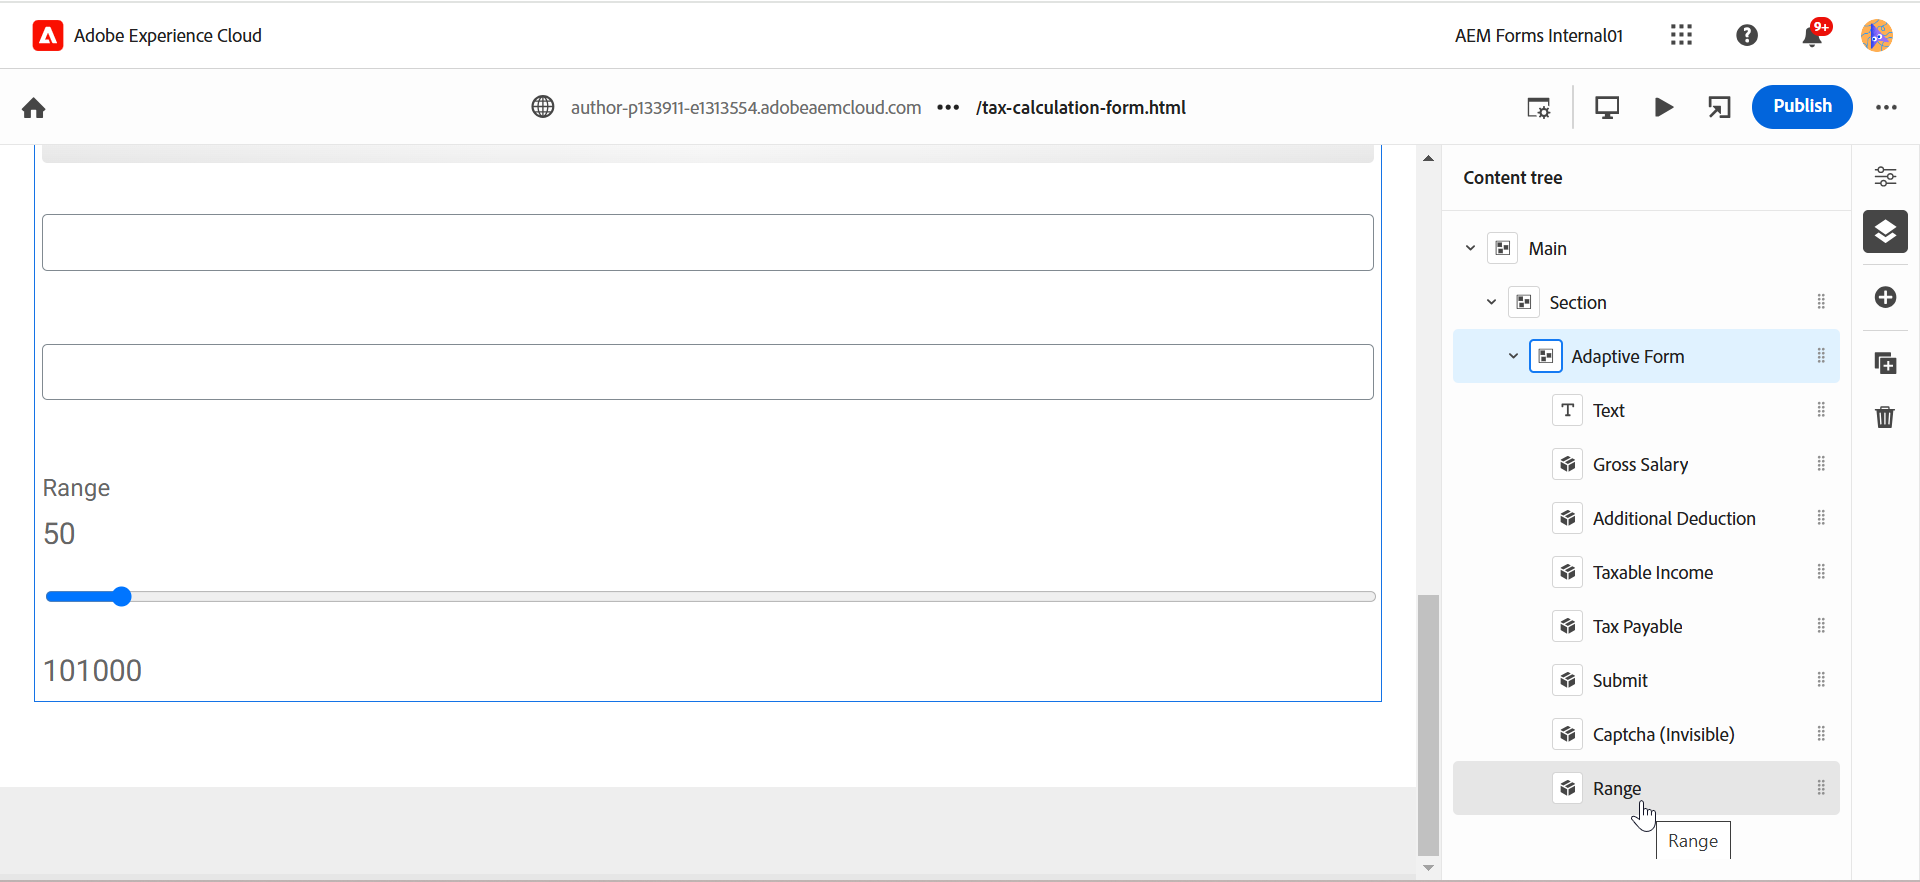 Adobe Experience Cloud
AEM Forms Internal01
9+
author-p133911-e1313554.adobeaemcloud.com ••• /tax-calculation-form.html
Publish
Range
50
101000
Content tree
Main
Section
Adaptive Form
T Text
Gross Salary
Additional Deduction
Taxable Income
Tax Payable
Submit
Captcha (Invisible)
Range
Range